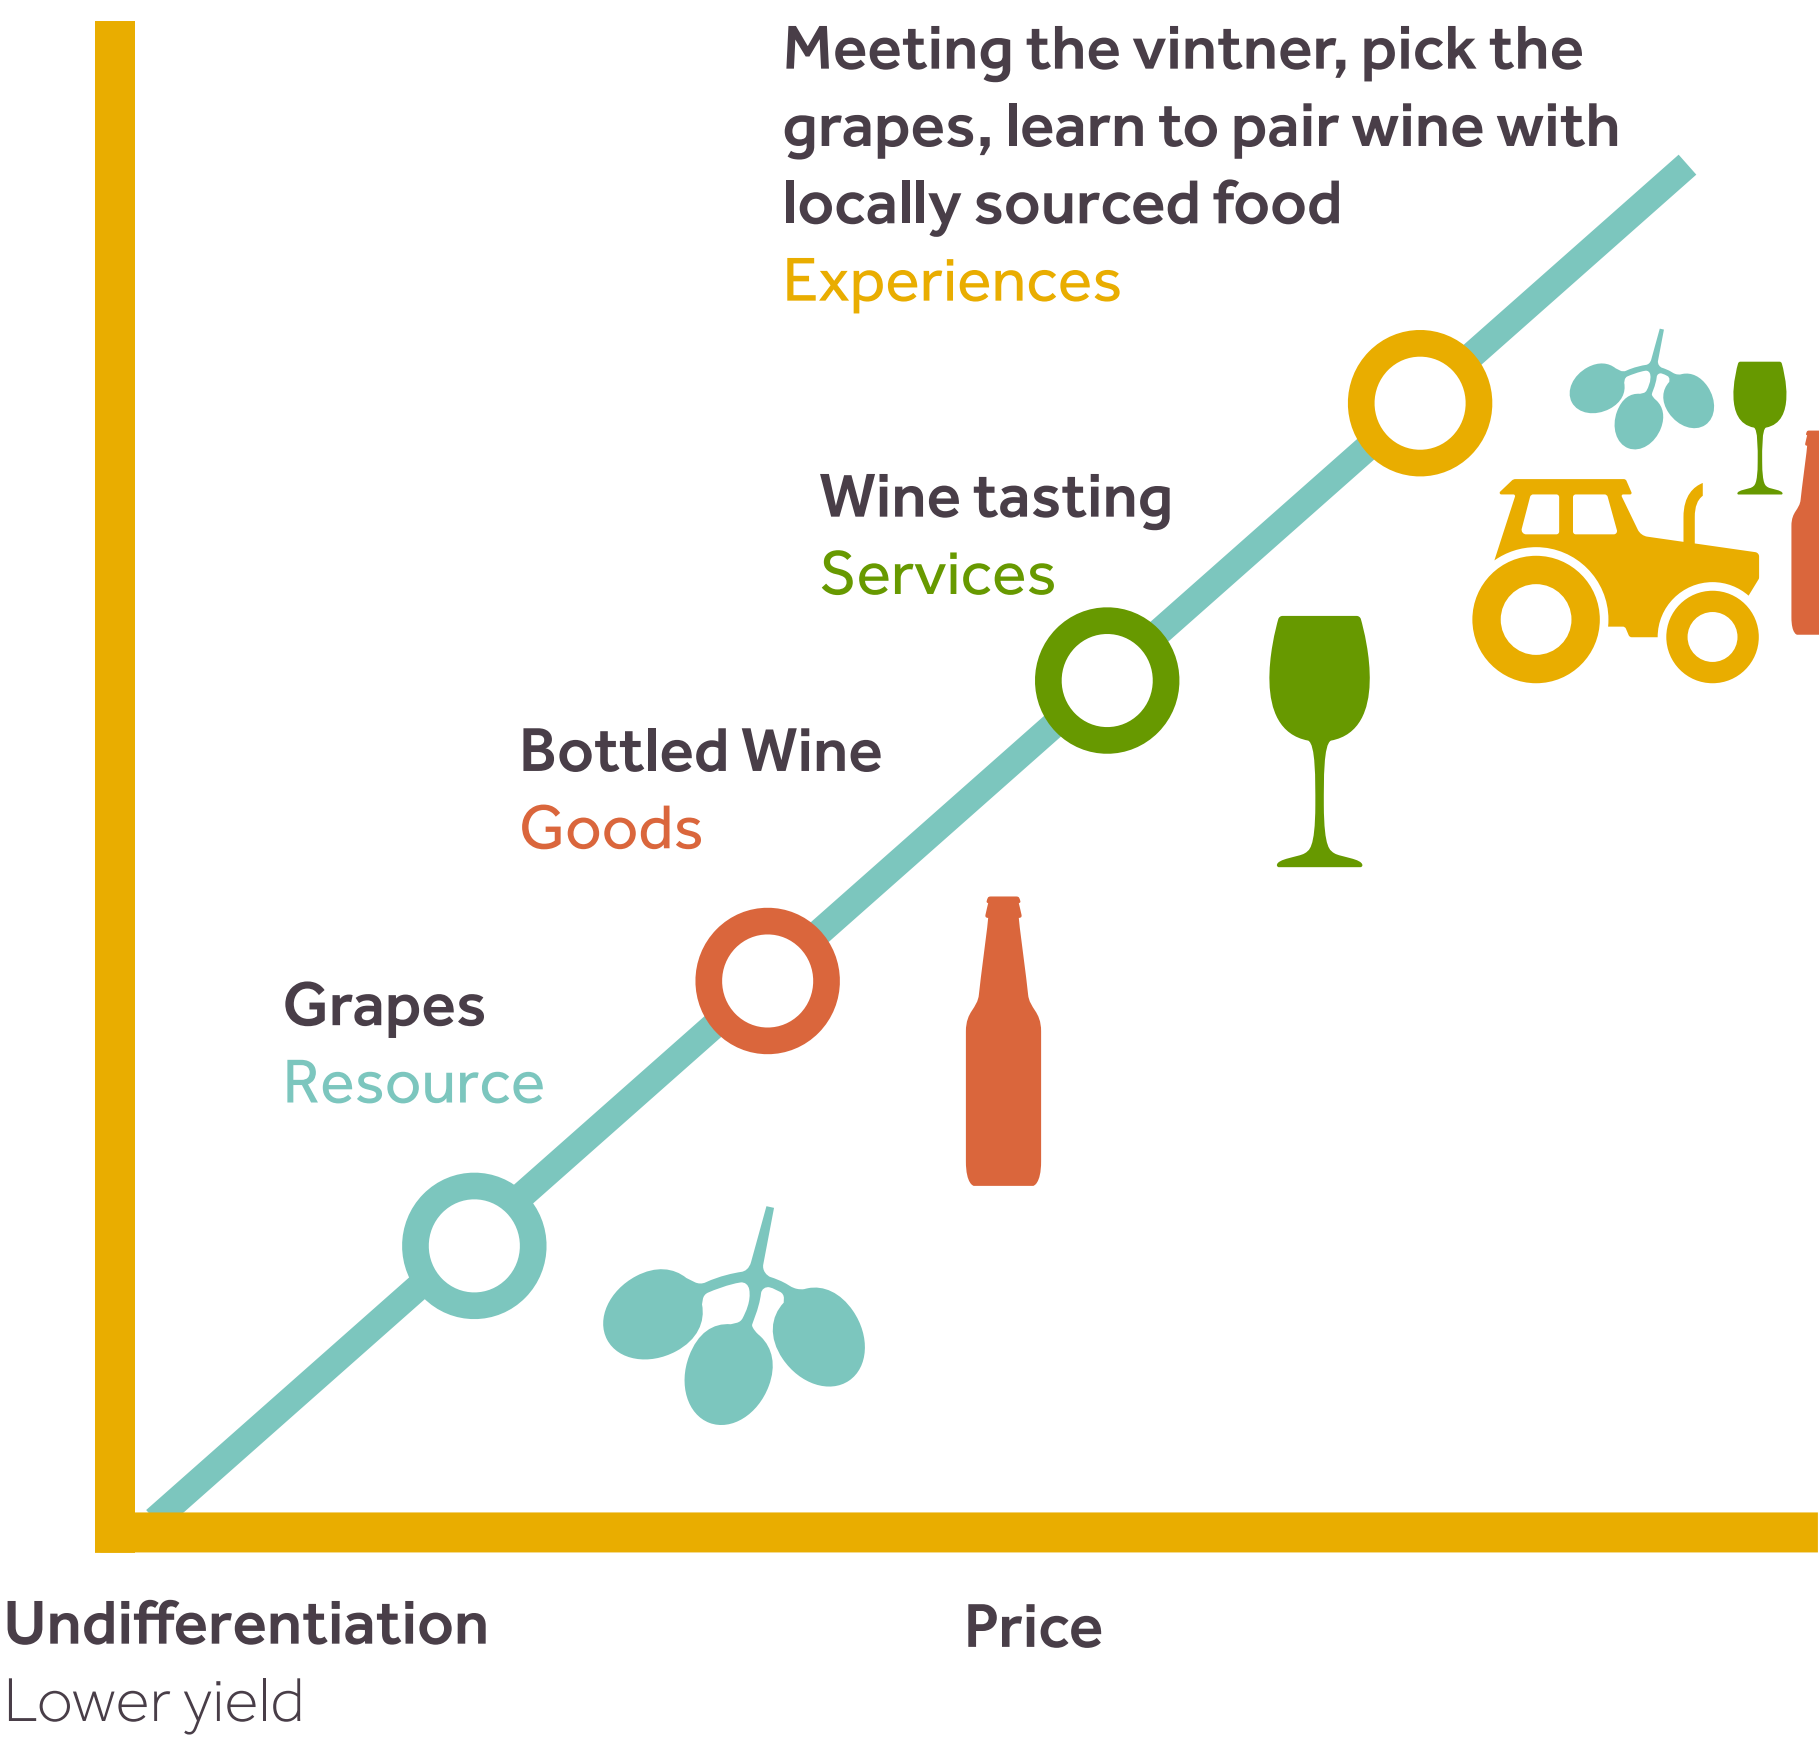 Meeting the vintner, pick the
grapes, learn to pair wine with
locally sourced food
Experiences
Wine tasting
Services
Bottled Wine
Goods
Grapes
Resource
Undifferentiation
Lower yield
Price